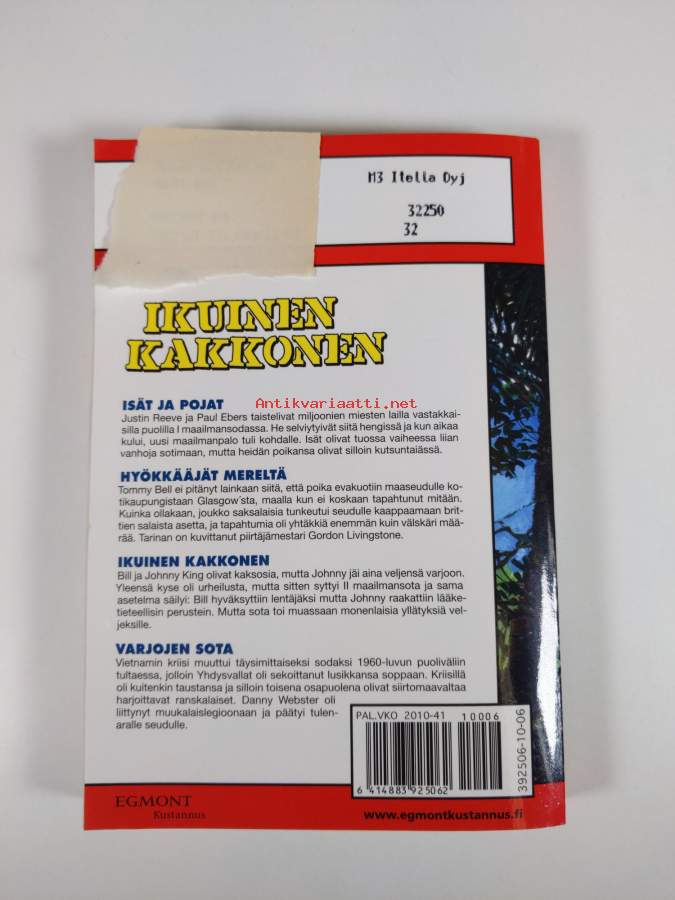 M3 Itella Oyj
32250
32
IKUINEN
KAKKONEN
Antikvariaatti.net
ISÄT JA POJAT
Justin Reeve ja Paul Ebers taistelivat miljoonien miesten lailla vastakkai-
silla puolilla I maailmansodassa. He selviytyivät siitä hengissä ja kun aikaa
kului, uusi maailmanpalo tuli kohdalle. Isät olivat tuossa vaiheessa liian
vanhoja sotimaan, mutta heidän poikansa olivat silloin kutsuntaiässä.
HYÖKKÄÄJÄT MERELTÄ
Tommy Bell ei pitänyt lainkaan siitä, että poika evakuotiin maaseudulle ko-
tikaupungistaan Glasgow'sta, maalla kun ei koskaan tapahtunut mitään.
Kuinka ollakaan, joukko saksalaisia tunkeutui seudulle kaappaamaan brit-
tien salaista asetta, ja tapahtumia oli yhtäkkiä enemmän kuin välskäri mää-
rää. Tarinan on kuvittanut piirtäjämestari Gordon Livingstone.
IKUINEN KAKKONEN
Bill ja Johnny King olivat kaksosia, mutta Johnny jäi aina veljensä varjoon.
Yleensä kyse oli urheilusta, mutta sitten syttyi II maailmansota ja sama
asetelma säilyi: Bill hyväksyttiin lentäjäksi mutta Johnny raakattiin lääke-
tieteellisin perustein. Mutta sota toi muassaan monenlaisia yllätyksiä vel-
jeksille.
VARJOJEN SOTA
Vietnamin kriisi muuttui täysimittaiseksi sodaksi 1960-luvun puoliväliin
tultaessa, jolloin Yhdysvallat oli sekoittanut lusikkansa soppaan. Kriisillä
oli kuitenkin taustansa ja silloin toisena osapuolena olivat siirtomaavaltaa
harjoittavat ranskalaiset. Danny Webster oli
liittynyt muukalaislegioonaan ja päätyi tulen-
aralle seudulle.
PAL.VKO 2010-41
10006
6 414883 925062
392506-10-06
EGMONT
Kustannus
www.egmontkustannus.fi